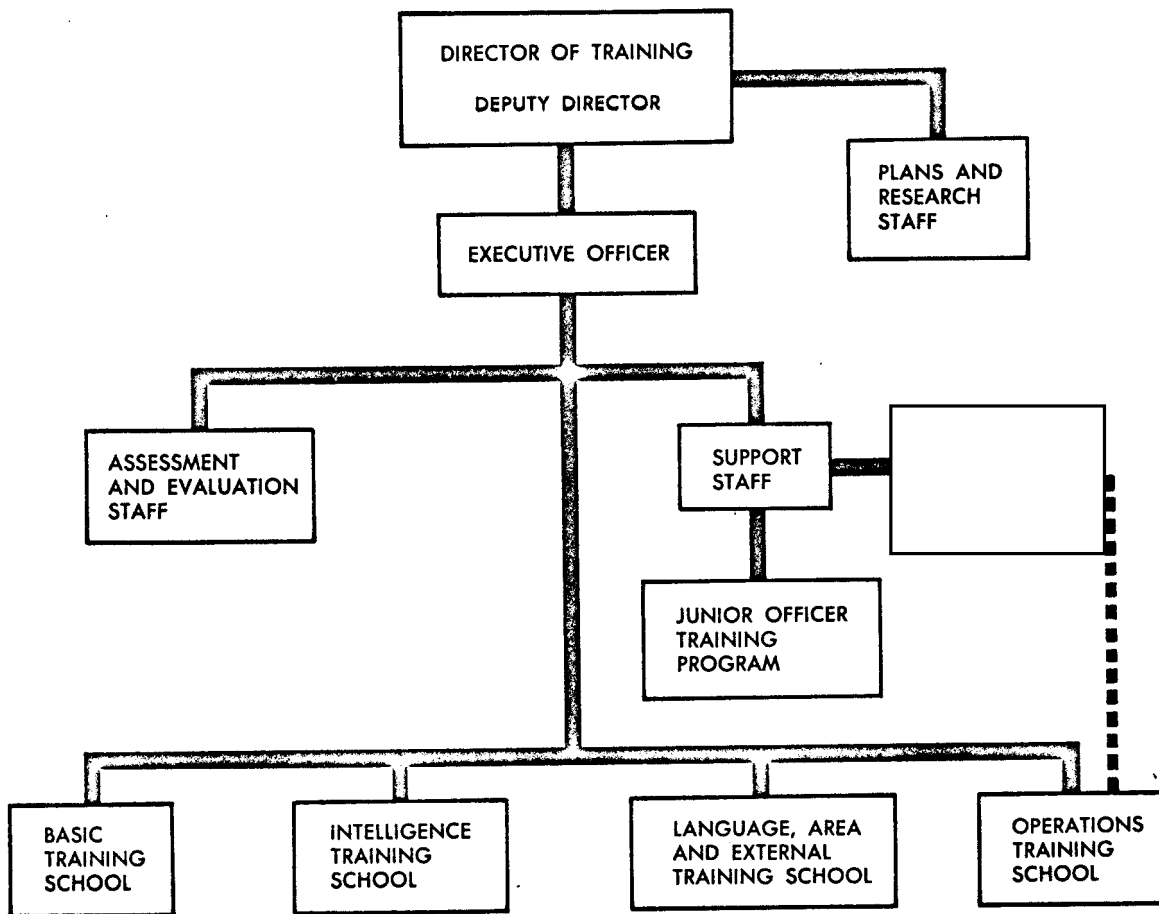 DIRECTOR OF TRAINING
DEPUTY DIRECTOR
PLANS AND
RESEARCH
STAFF
EXECUTIVE OFFICER
ASSESSMENT
AND EVALUATION
STAFF
SUPPORT
STAFF
JUNIOR OFFICER
TRAINING
PROGRAM
BASIC
TRAINING
SCHOOL
INTELLIGENCE
TRAINING
SCHOOL
LANGUAGE, AREA
AND EXTERNAL
TRAINING SCHOOL
OPERATIONS
TRAINING
SCHOOL